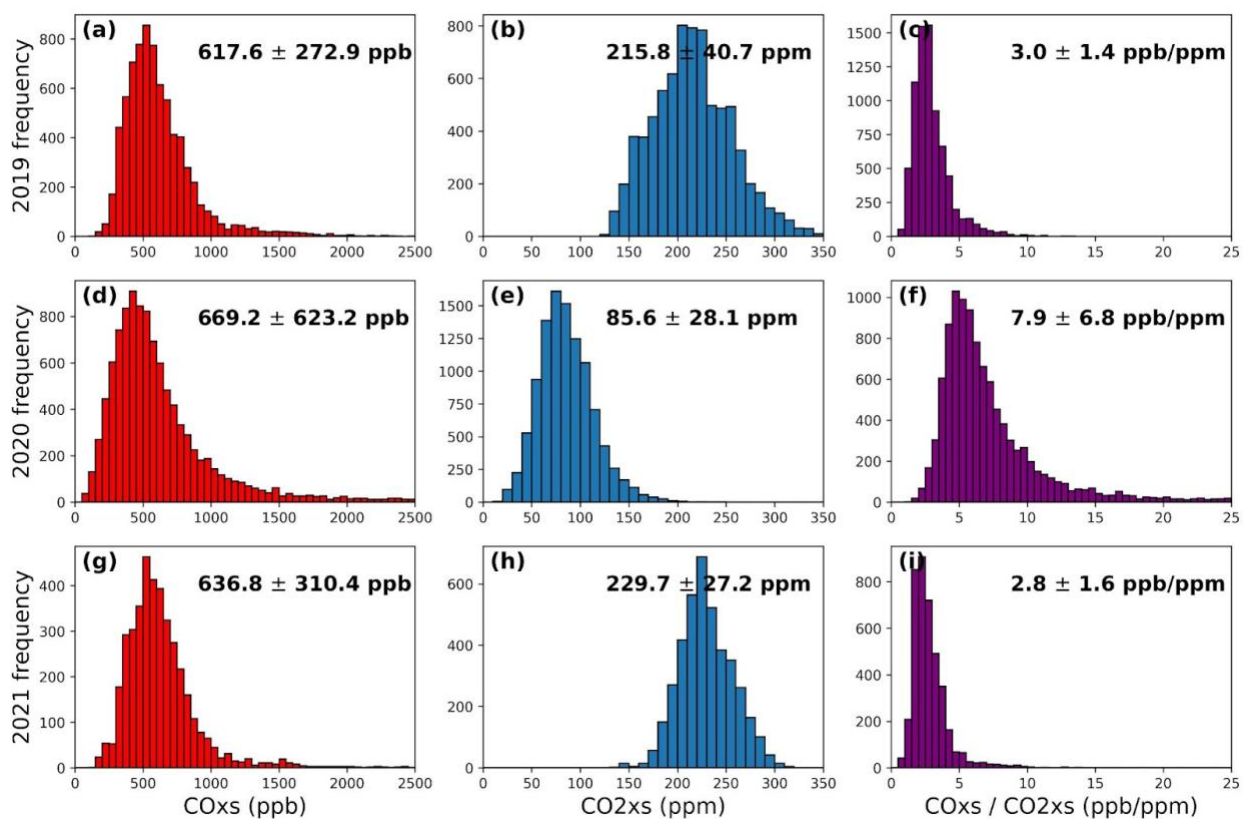 (a)
617.6 ± 272.9 ppb
800
600
400
200
0
0 500 1000 1500 2000 2500
2019 frequency
(b)
215.8 ± 40.7 ppm
800
600
400
200
0
0 50 100 150 200 250 300 350
(c)
3.0 ± 1.4 ppb/ppm
1500
1250
1000
750
500
250
0
0 5 10 15 20 25
(d)
669.2 ± 623.2 ppb
800
600
400
200
0
0 500 1000 1500 2000 2500
2020 frequency
(e)
85.6 ± 28.1 ppm
1500
1250
1000
750
500
250
0
0 50 100 150 200 250 300 350
(f)
7.9 ± 6.8 ppb/ppm
1000
800
600
400
200
0
0 5 10 15 20 25
(g)
636.8 ± 310.4 ppb
400
300
200
100
0
0 500 1000 1500 2000 2500
2021 frequency
COxs (ppb)
(h)
229.7 ± 27.2 ppm
600
400
200
0
0 50 100 150 200 250 300 350
CO2xs (ppm)
(i)
2.8 ± 1.6 ppb/ppm
800
600
400
200
0
0 5 10 15 20 25
COxs / CO2xs (ppb/ppm)